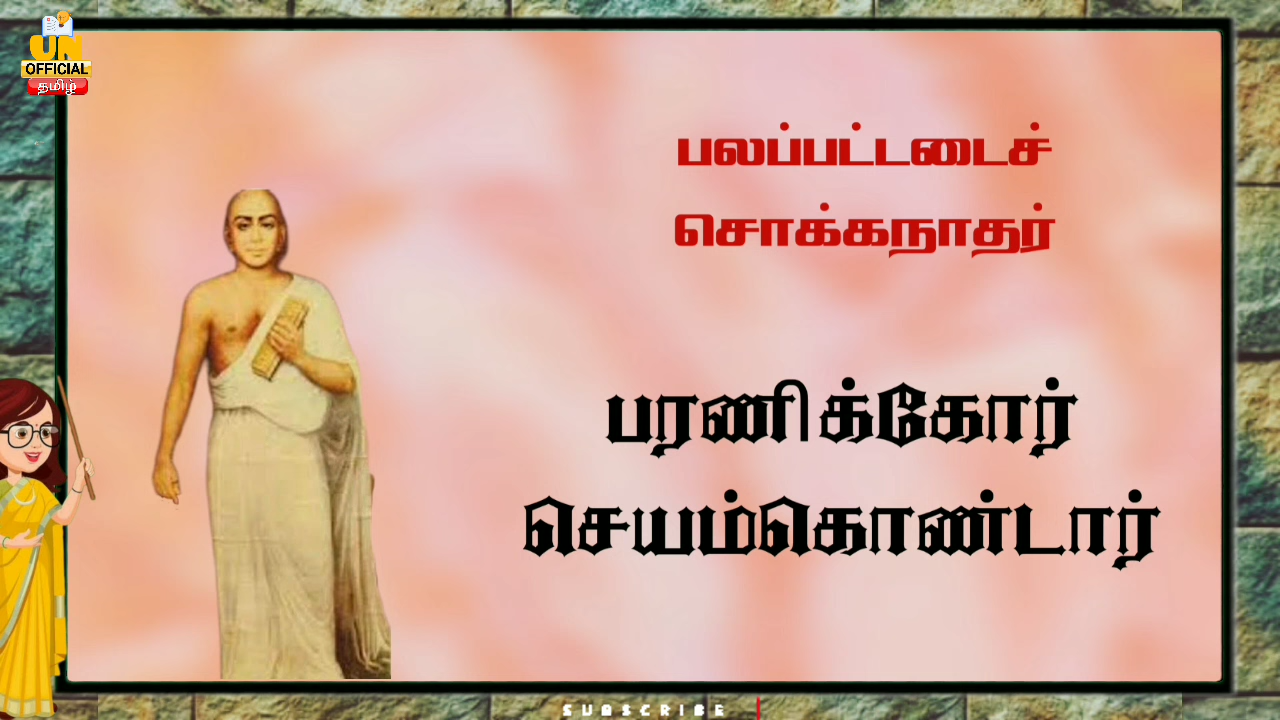 UN
OFFICIAL
தமிழ்
பலப்பட்டடைச்
சொக்கநாதர்
பரணிக்கோர்
செயம்கொண்டார்
SUBSCRIBE